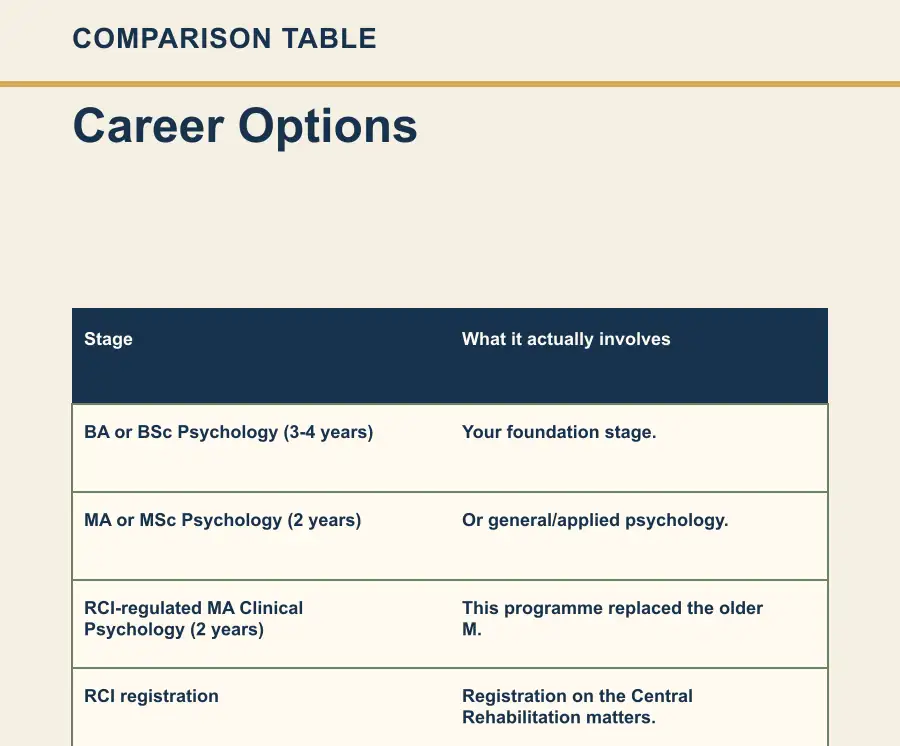 COMPARISON TABLE
Career Options
Stage
What it actually involves
BA or BSc Psychology (3-4 years)
Your foundation stage.
MA or MSc Psychology (2 years)
Or general/applied psychology.
RCI-regulated MA Clinical
Psychology (2 years)
This programme replaced the older
M.
RCI registration
Registration on the Central
Rehabilitation matters.